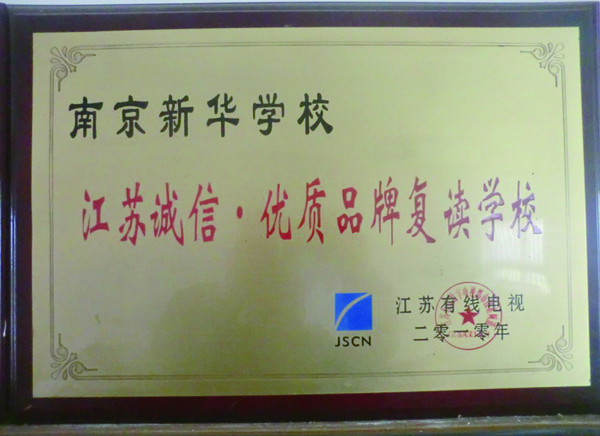 南京新华学校
江苏诚信·优质品牌复读学校
JSCN
江苏有线电视
二零一零年